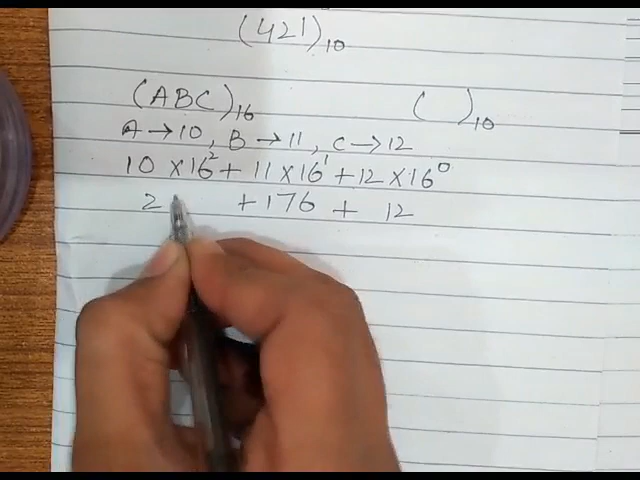 (421)₁₀
(ABC)₁₆ ( )₁₀
A → 10, B → 11, C → 12
10 × 16² + 11 × 16¹ + 12 × 16⁰
2 + 176 + 12